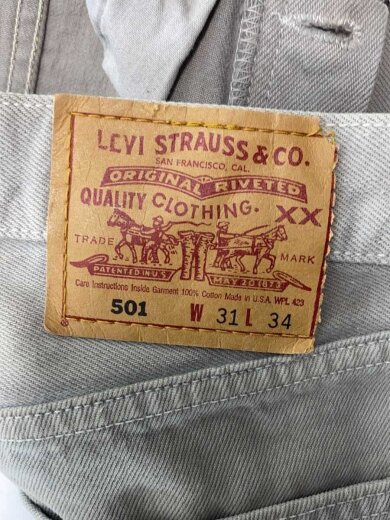 LEVI STRAUSS & CO.
SAN FRANCISCO, CAL.
ORIGINAL RIVETED
QUALITY CLOTHING. XX
TRADE MARK
PATENTED IN U.S. MAY 20 1873
Care Instructions Inside Garment 100% Cotton Made in U.S.A. WPL 423
® 501 W 31 L 34